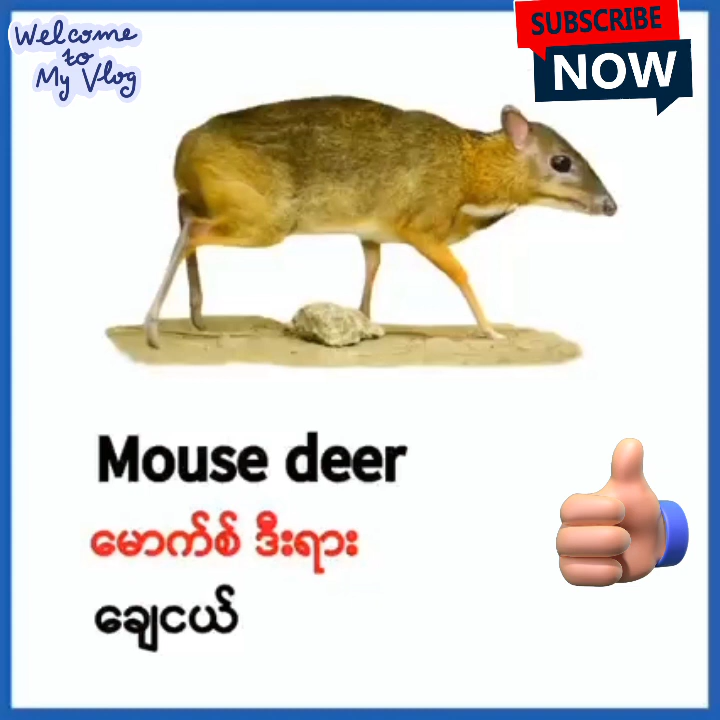 Welcome
to
My Vlog
SUBSCRIBE
NOW
Mouse deer
မောက်စ် ဒီးရား
ချေငယ်